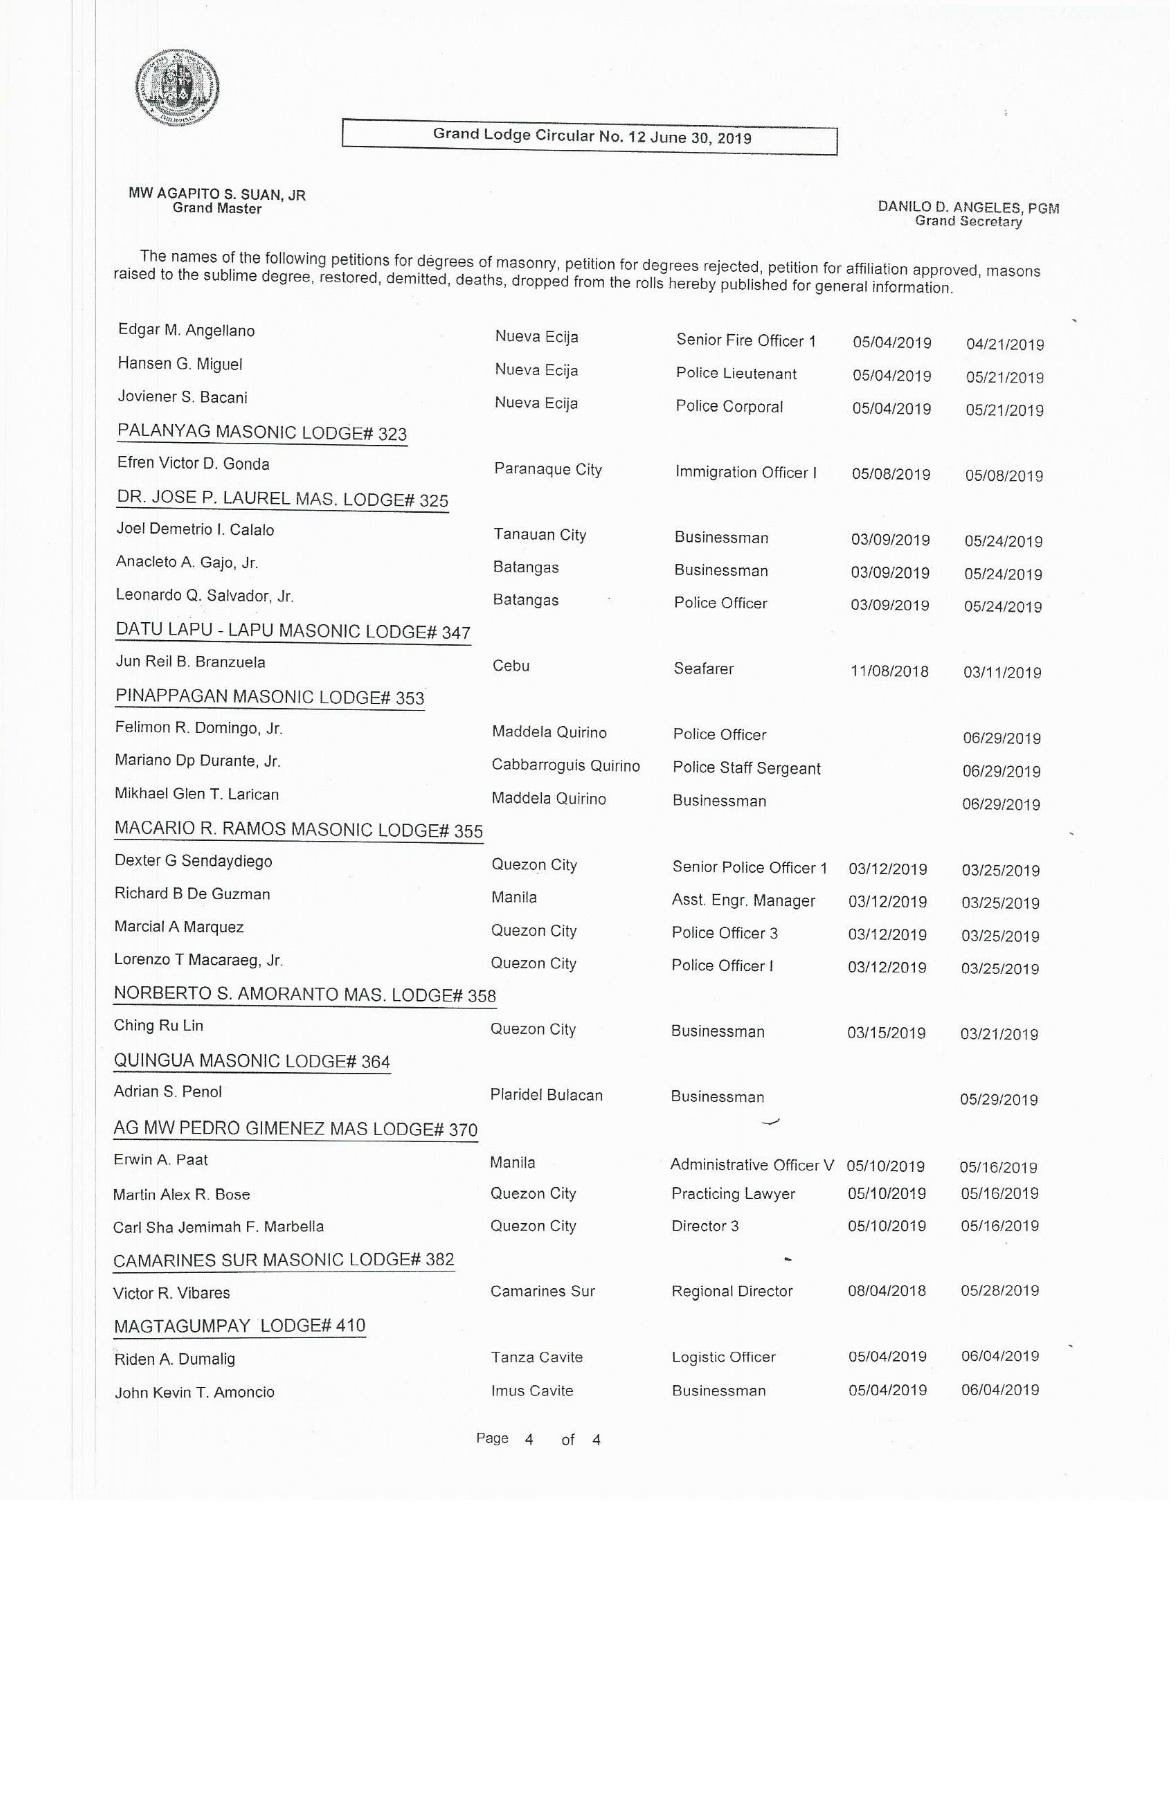 PHILIPPINES
Grand Lodge Circular No. 12 June 30, 2019
MW AGAPITO S. SUAN, JR
Grand Master
DANILO D. ANGELES, PGM
Grand Secretary
The names of the following petitions for degrees of masonry, petition for degrees rejected, petition for affiliation approved, masons
raised to the sublime degree, restored, demitted, deaths, dropped from the rolls hereby published for general information.
Edgar M. Angellano Nueva Ecija Senior Fire Officer 1 05/04/2019 04/21/2019
Hansen G. Miguel Nueva Ecija Police Lieutenant 05/04/2019 05/21/2019
Joviener S. Bacani Nueva Ecija Police Corporal 05/04/2019 05/21/2019
PALANYAG MASONIC LODGE# 323
Efren Victor D. Gonda Paranaque City Immigration Officer I 05/08/2019 05/08/2019
DR. JOSE P. LAUREL MAS. LODGE# 325
Joel Demetrio I. Calalo Tanauan City Businessman 03/09/2019 05/24/2019
Anacleto A. Gajo, Jr. Batangas Businessman 03/09/2019 05/24/2019
Leonardo Q. Salvador, Jr. Batangas Police Officer 03/09/2019 05/24/2019
DATU LAPU - LAPU MASONIC LODGE# 347
Jun Reil B. Branzuela Cebu Seafarer 11/08/2018 03/11/2019
PINAPPAGAN MASONIC LODGE# 353
Felimon R. Domingo, Jr. Maddela Quirino Police Officer 06/29/2019
Mariano Dp Durante, Jr. Cabbarroguis Quirino Police Staff Sergeant 06/29/2019
Mikhael Glen T. Larican Maddela Quirino Businessman 06/29/2019
MACARIO R. RAMOS MASONIC LODGE# 355
Dexter G Sendaydiego Quezon City Senior Police Officer 1 03/12/2019 03/25/2019
Richard B De Guzman Manila Asst. Engr. Manager 03/12/2019 03/25/2019
Marcial A Marquez Quezon City Police Officer 3 03/12/2019 03/25/2019
Lorenzo T Macaraeg, Jr. Quezon City Police Officer I 03/12/2019 03/25/2019
NORBERTO S. AMORANTO MAS. LODGE# 358
Ching Ru Lin Quezon City Businessman 03/15/2019 03/21/2019
QUINGUA MASONIC LODGE# 364
Adrian S. Penol Plaridel Bulacan Businessman 05/29/2019
AG MW PEDRO GIMENEZ MAS LODGE# 370
Erwin A. Paat Manila Administrative Officer V 05/10/2019 05/16/2019
Martin Alex R. Bose Quezon City Practicing Lawyer 05/10/2019 05/16/2019
Carl Sha Jemimah F. Marbella Quezon City Director 3 05/10/2019 05/16/2019
CAMARINES SUR MASONIC LODGE# 382
Victor R. Vibares Camarines Sur Regional Director 08/04/2018 05/28/2019
MAGTAGUMPAY LODGE# 410
Riden A. Dumalig Tanza Cavite Logistic Officer 05/04/2019 06/04/2019
John Kevin T. Amoncio Imus Cavite Businessman 05/04/2019 06/04/2019
Page 4 of 4